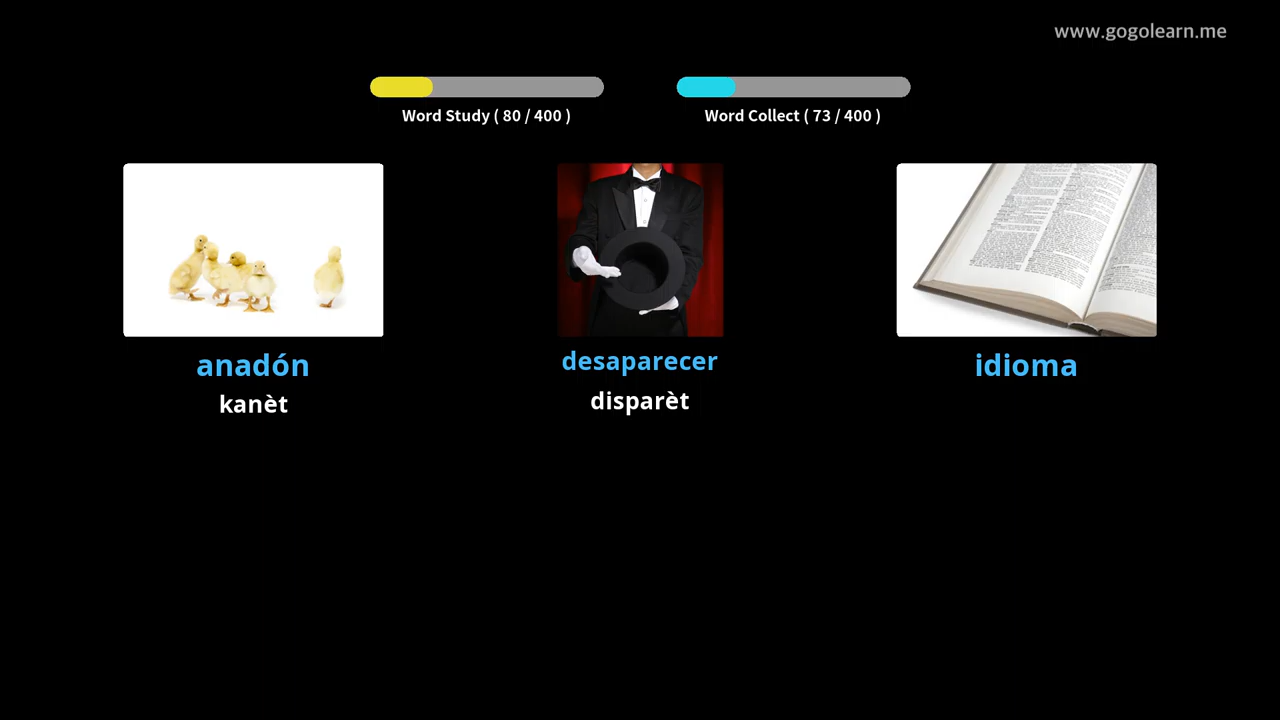 www.gogolearn.me
Word Study ( 80 / 400 )
Word Collect ( 73 / 400 )
anadón
desaparecer
idioma
kanèt
disparèt